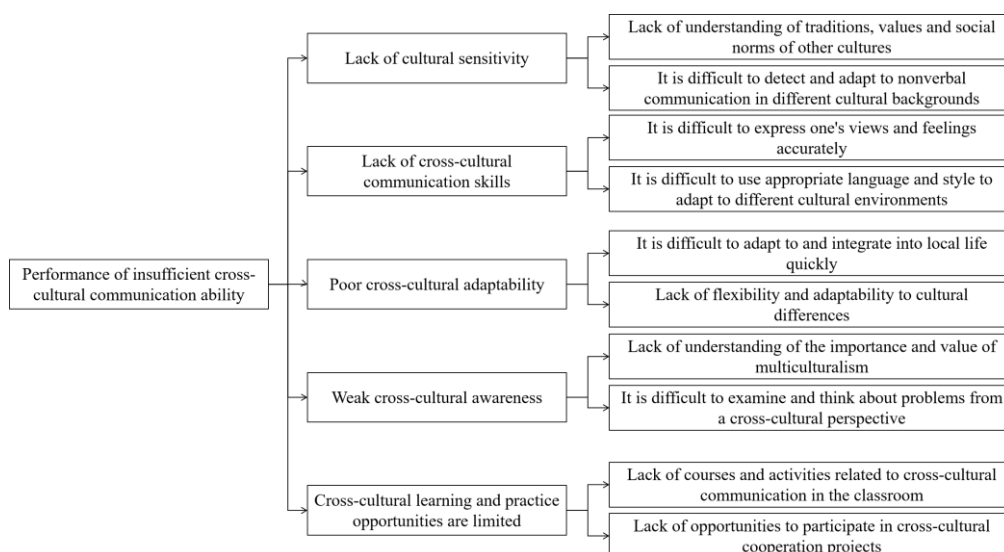 Performance of insufficient cross-
cultural communication ability
Lack of cultural sensitivity
Lack of understanding of traditions, values and social
norms of other cultures
It is difficult to detect and adapt to nonverbal
communication in different cultural backgrounds
Lack of cross-cultural
communication skills
It is difficult to express one's views and feelings
accurately
It is difficult to use appropriate language and style to
adapt to different cultural environments
Poor cross-cultural adaptability
It is difficult to adapt to and integrate into local life
quickly
Lack of flexibility and adaptability to cultural
differences
Weak cross-cultural awareness
Lack of understanding of the importance and value of
multiculturalism
It is difficult to examine and think about problems from
a cross-cultural perspective
Cross-cultural learning and practice
opportunities are limited
Lack of courses and activities related to cross-cultural
communication in the classroom
Lack of opportunities to participate in cross-cultural
cooperation projects